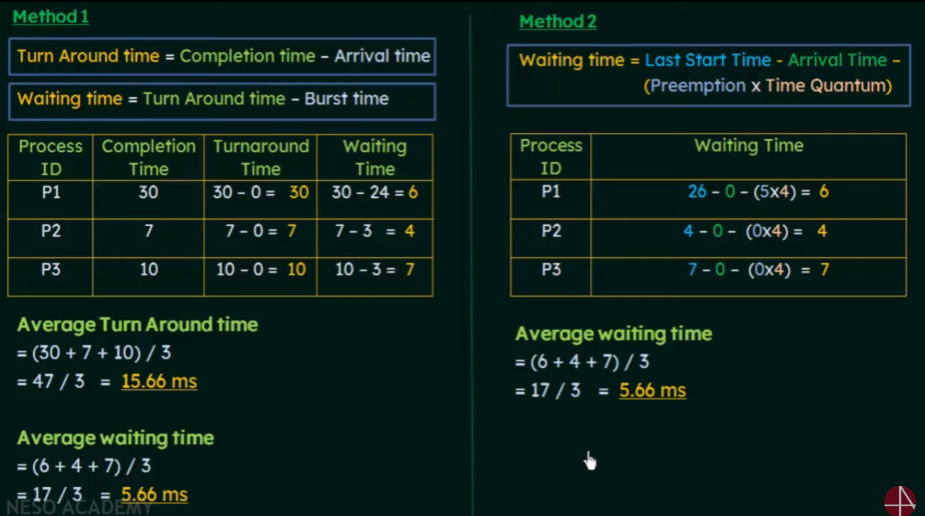 Method 1
Turn Around time = Completion time – Arrival time
Waiting time = Turn Around time – Burst time
Process ID Completion Time Turnaround Time Waiting Time
P1 30 30 – 0 = 30 30 – 24 = 6
P2 7 7 – 0 = 7 7 – 3 = 4
P3 10 10 – 0 = 10 10 – 3 = 7
Average Turn Around time
= (30 + 7 + 10) / 3
= 47 / 3 = 15.66 ms
Average waiting time
= (6 + 4 + 7) / 3
= 17 / 3 = 5.66 ms
NESO ACADEMY
Method 2
Waiting time = Last Start Time - Arrival Time –
(Preemption x Time Quantum)
Process ID Waiting Time
P1 26 – 0 – (5x4) = 6
P2 4 – 0 – (0x4) = 4
P3 7 – 0 – (0x4) = 7
Average waiting time
= (6 + 4 + 7) / 3
= 17 / 3 = 5.66 ms